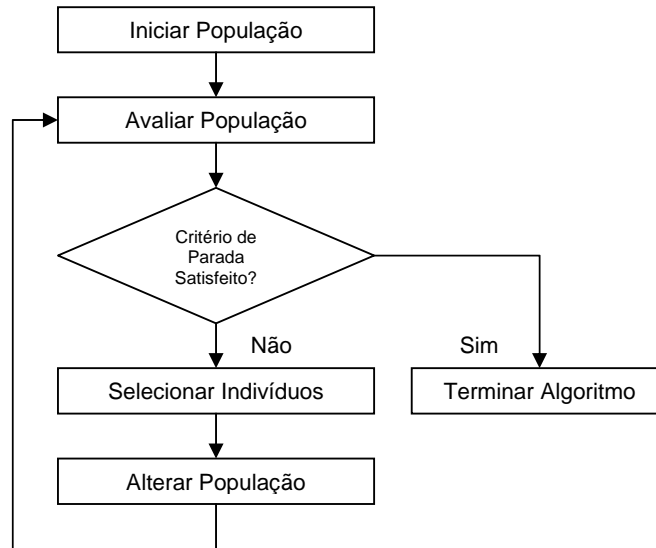 Iniciar População
Avaliar População
Critério de
Parada
Satisfeito?
Não
Sim
Selecionar Indivíduos
Terminar Algoritmo
Alterar População